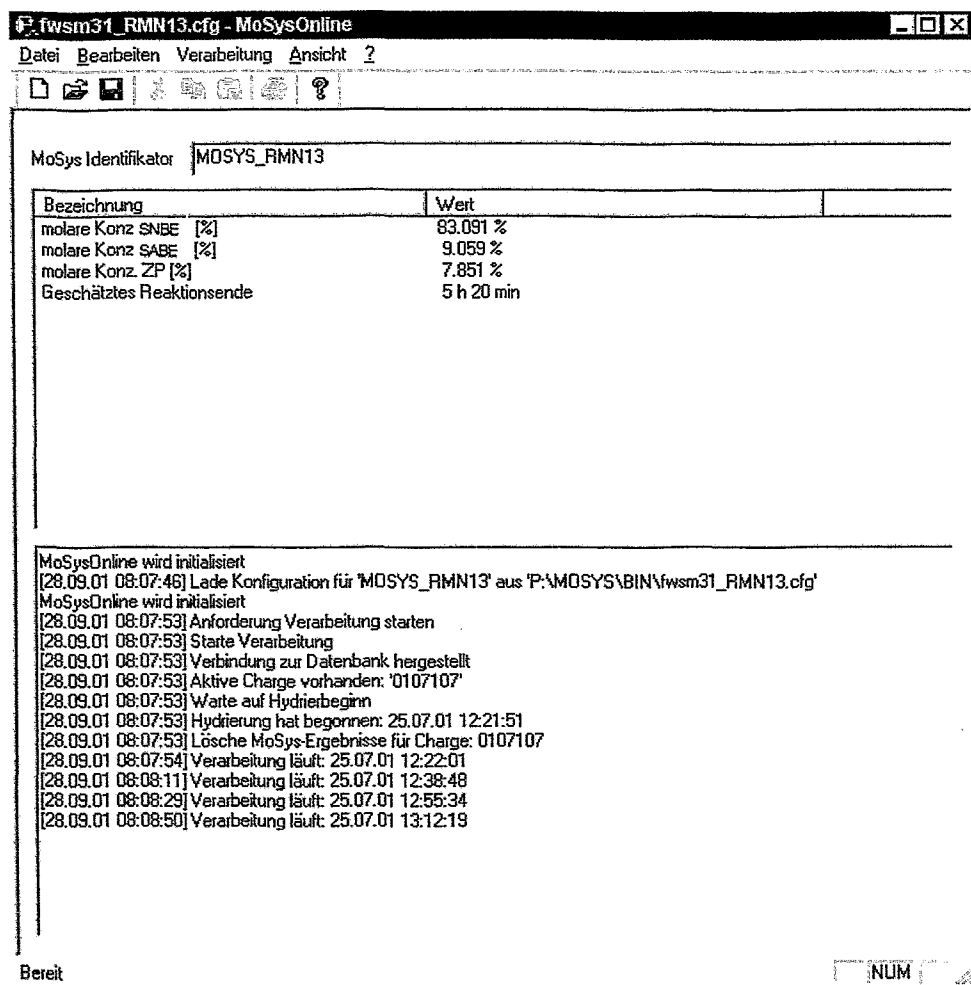 fwsm31_RMN13.cfg - MoSysOnline
Datei Bearbeiten Verarbeitung Ansicht ?
MoSys Identifikator MOSYS_RMN13
Bezeichnung Wert
molare Konz SNBE [%] 83.091 %
molare Konz SABE [%] 9.059 %
molare Konz. ZP [%] 7.851 %
Geschätztes Reaktionsende 5 h 20 min
MoSysOnline wird initialisiert
[28.09.01 08:07:46] Lade Konfiguration für 'MOSYS_RMN13' aus 'P:\MOSYS\BIN\fwsm31_RMN13.cfg'
MoSysOnline wird initialisiert
[28.09.01 08:07:53] Anforderung Verarbeitung starten
[28.09.01 08:07:53] Starte Verarbeitung
[28.09.01 08:07:53] Verbindung zur Datenbank hergestellt
[28.09.01 08:07:53] Aktive Charge vorhanden: '0107107'
[28.09.01 08:07:53] Warte auf Hydrierbeginn
[28.09.01 08:07:53] Hydrierung hat begonnen: 25.07.01 12:21:51
[28.09.01 08:07:53] Lösche MoSys-Ergebnisse für Charge: 0107107
[28.09.01 08:07:54] Verarbeitung läuft: 25.07.01 12:22:01
[28.09.01 08:08:11] Verarbeitung läuft: 25.07.01 12:38:48
[28.09.01 08:08:29] Verarbeitung läuft: 25.07.01 12:55:34
[28.09.01 08:08:50] Verarbeitung läuft: 25.07.01 13:12:19
Bereit NUM